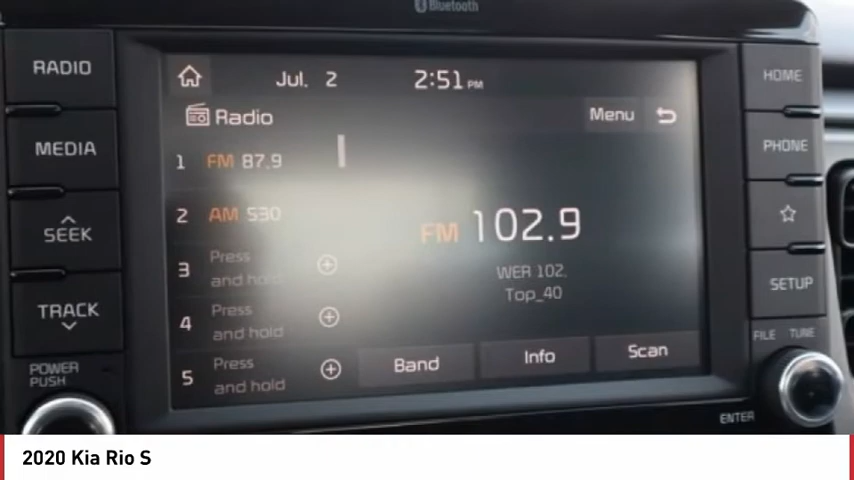 Bluetooth
RADIO
MEDIA
SEEK
TRACK
POWER
PUSH
Jul. 2 2:51 PM
Radio
Menu
1 FM 87.9
2 AM 530
3 Press
and hold
4 Press
and hold
5 Press
and hold
FM 102.9
WER 102.
Top_40
Band
Info
Scan
HOME
PHONE
SETUP
FILE TUNE
ENTER
2020 Kia Rio S